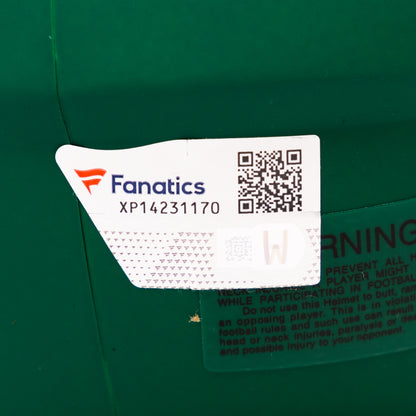 Fanatics
XP14231170
W
RNING
PREVENT ALL H
PLAYER MIGHT
WHILE PARTICIPATING IN FOOTBA
Do not use this Helmet to butt, ram
an opposing player. This is in violat
football rules and such use can result
head or neck injuries, paralysis or dea
and possible injury to your opponent.